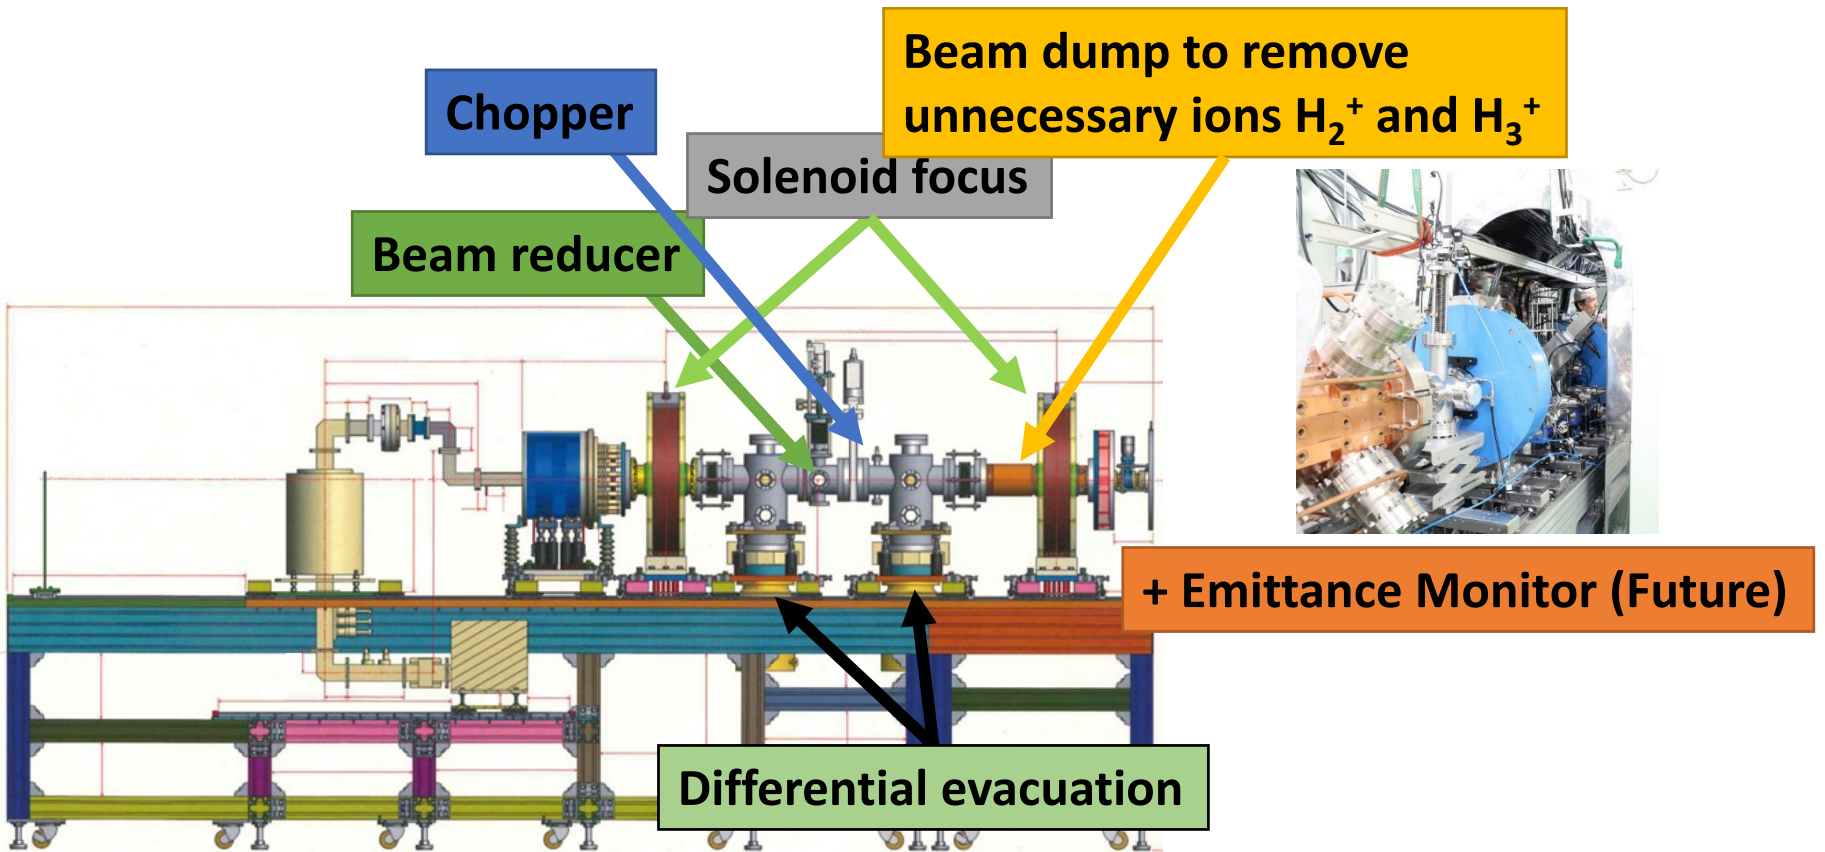 Beam dump to remove
unnecessary ions H₂⁺ and H₃⁺
Chopper
Solenoid focus
Beam reducer
+ Emittance Monitor (Future)
Differential evacuation